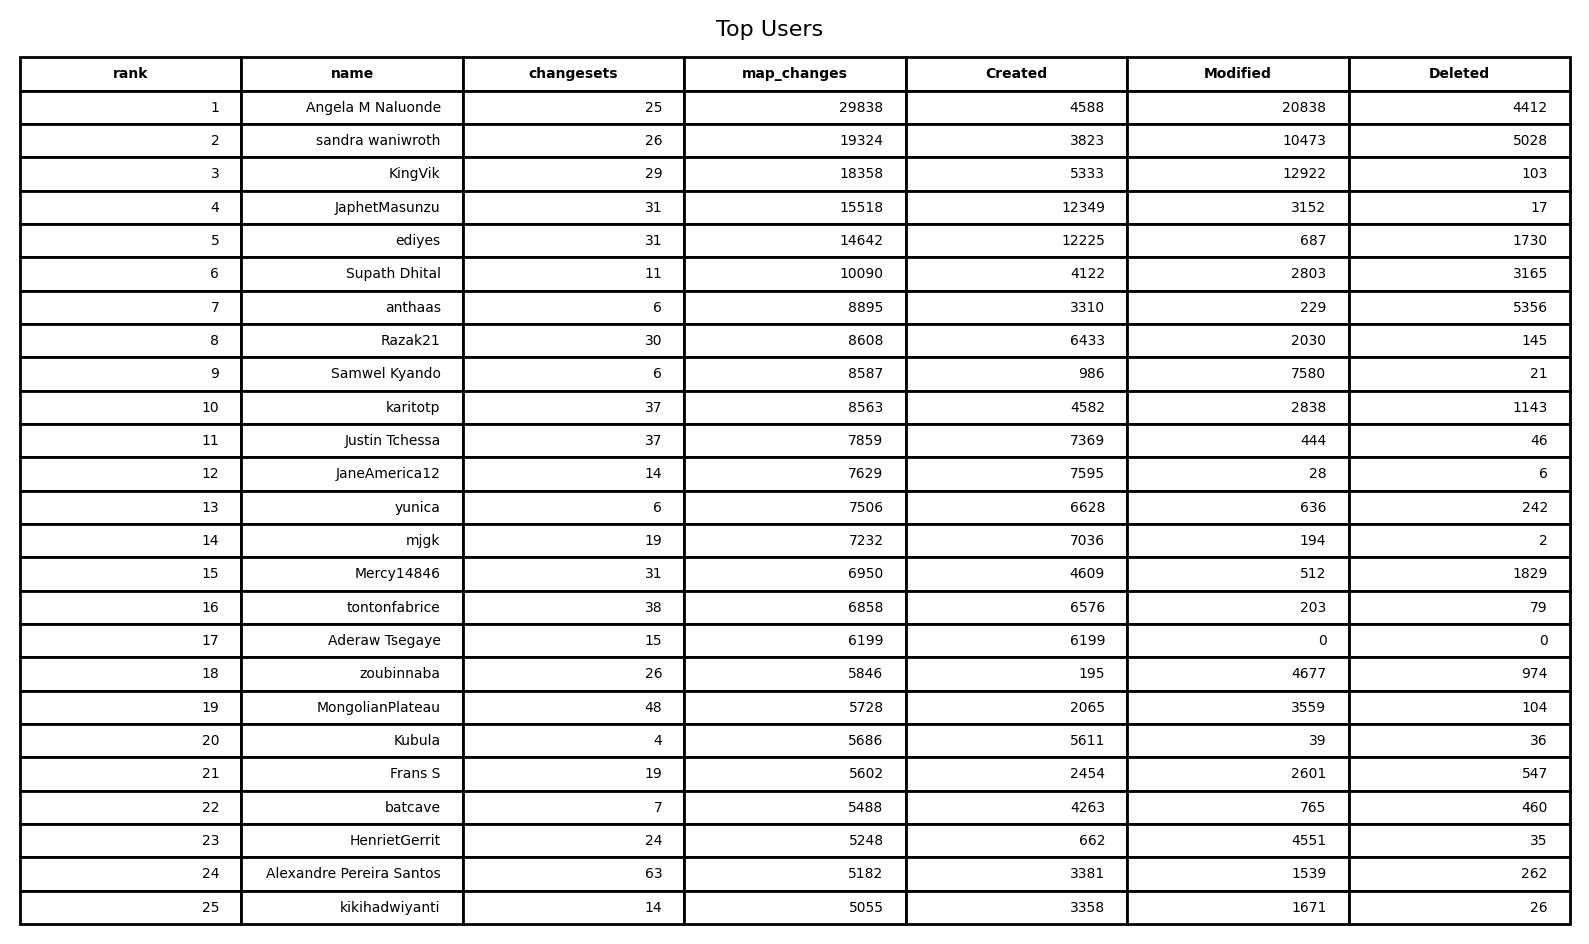 Top Users
rank name changesets map_changes Created Modified Deleted
1 Angela M Naluonde 25 29838 4588 20838 4412
2 sandra waniwroth 26 19324 3823 10473 5028
3 KingVik 29 18358 5333 12922 103
4 JaphetMasunzu 31 15518 12349 3152 17
5 ediyes 31 14642 12225 687 1730
6 Supath Dhital 11 10090 4122 2803 3165
7 anthaas 6 8895 3310 229 5356
8 Razak21 30 8608 6433 2030 145
9 Samwel Kyando 6 8587 986 7580 21
10 karitotp 37 8563 4582 2838 1143
11 Justin Tchessa 37 7859 7369 444 46
12 JaneAmerica12 14 7629 7595 28 6
13 yunica 6 7506 6628 636 242
14 mjgk 19 7232 7036 194 2
15 Mercy14846 31 6950 4609 512 1829
16 tontonfabrice 38 6858 6576 203 79
17 Aderaw Tsegaye 15 6199 6199 0 0
18 zoubinnaba 26 5846 195 4677 974
19 MongolianPlateau 48 5728 2065 3559 104
20 Kubula 4 5686 5611 39 36
21 Frans S 19 5602 2454 2601 547
22 batcave 7 5488 4263 765 460
23 HenrietGerrit 24 5248 662 4551 35
24 Alexandre Pereira Santos 63 5182 3381 1539 262
25 kikihadwiyanti 14 5055 3358 1671 26